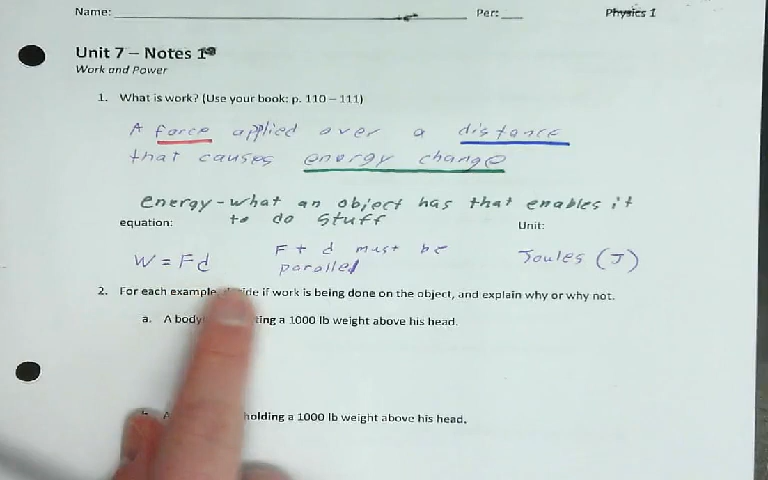 Name: Per: Physics 1
Unit 7 – Notes 1
Work and Power
1. What is work? (Use your book: p. 110 – 111)
A force applied over a distance
that causes energy change
energy - what an object has that enables it
to do stuff
equation: Unit:
W = Fd F + d must be Joules (J)
parallel
2. For each example if work is being done on the object, and explain why or why not.
a. A a 1000 lb weight above his head.
holding a 1000 lb weight above his head.